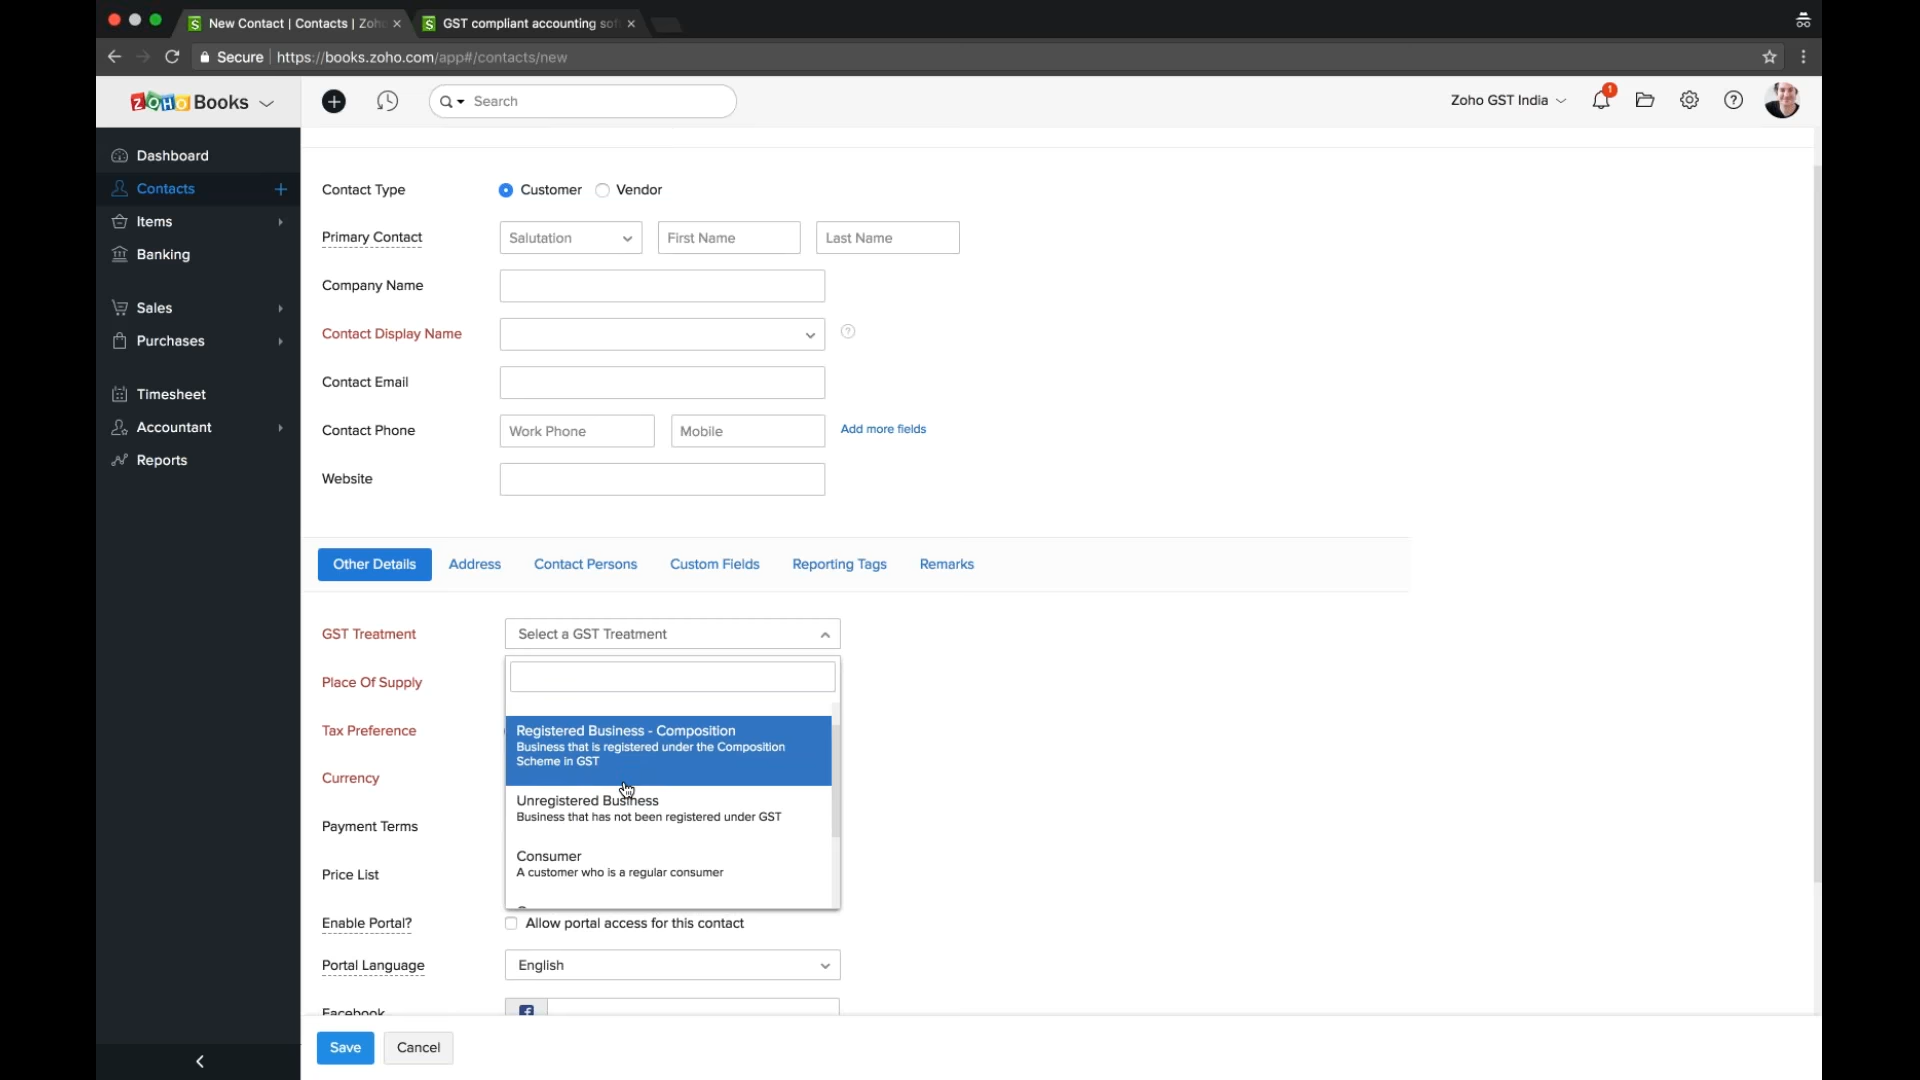 New Contact | Contacts | Zoh
GST compliant accounting sof
Secure https://books.zoho.com/app#/contacts/new
ZOHO Books
Search
Zoho GST India
1
Dashboard
Contacts
Items
Banking
Sales
Purchases
Timesheet
Accountant
Reports
Contact Type
Customer Vendor
Primary Contact
Salutation First Name Last Name
Company Name
Contact Display Name
Contact Email
Contact Phone
Work Phone Mobile Add more fields
Website
Other Details Address Contact Persons Custom Fields Reporting Tags Remarks
GST Treatment
Select a GST Treatment
Place Of Supply
Tax Preference
Registered Business - Composition
Business that is registered under the Composition
Scheme in GST
Currency
Unregistered Business
Business that has not been registered under GST
Payment Terms
Consumer
A customer who is a regular consumer
Price List
Enable Portal?
Allow portal access for this contact
Portal Language
English
Facebook
Save Cancel